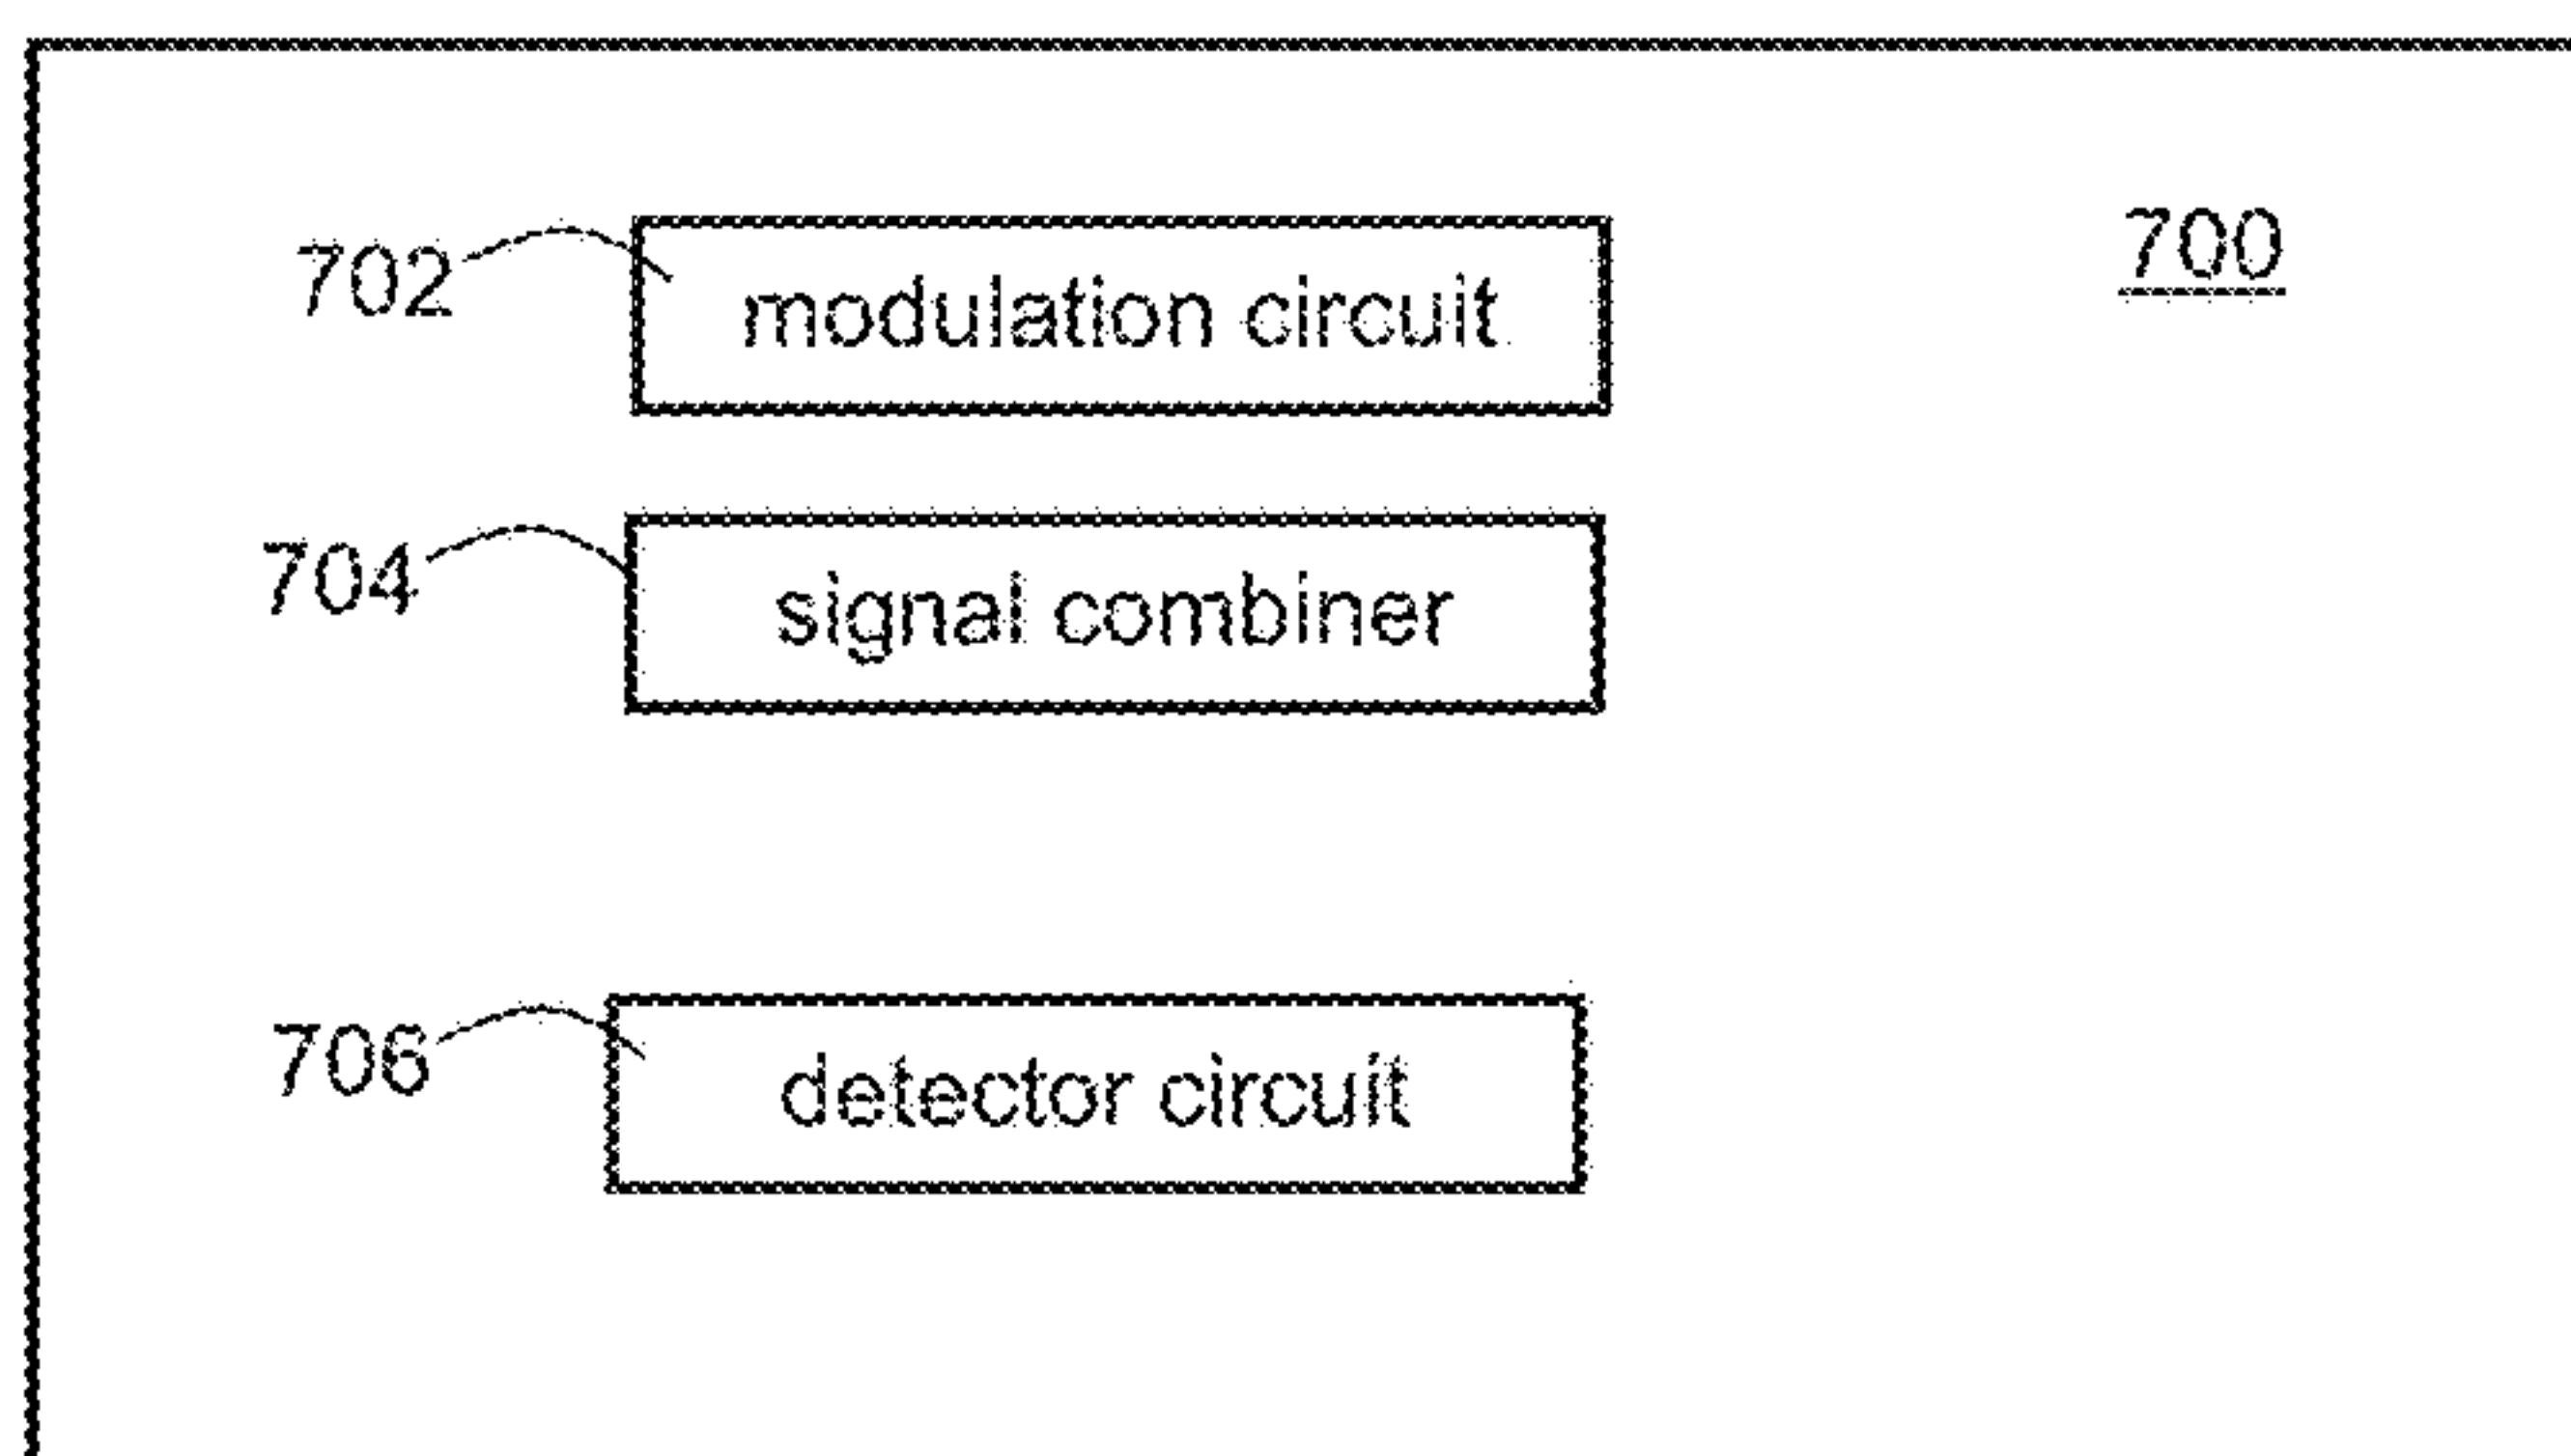 700
702
modulation circuit
704
signal combiner
706
detector circuit